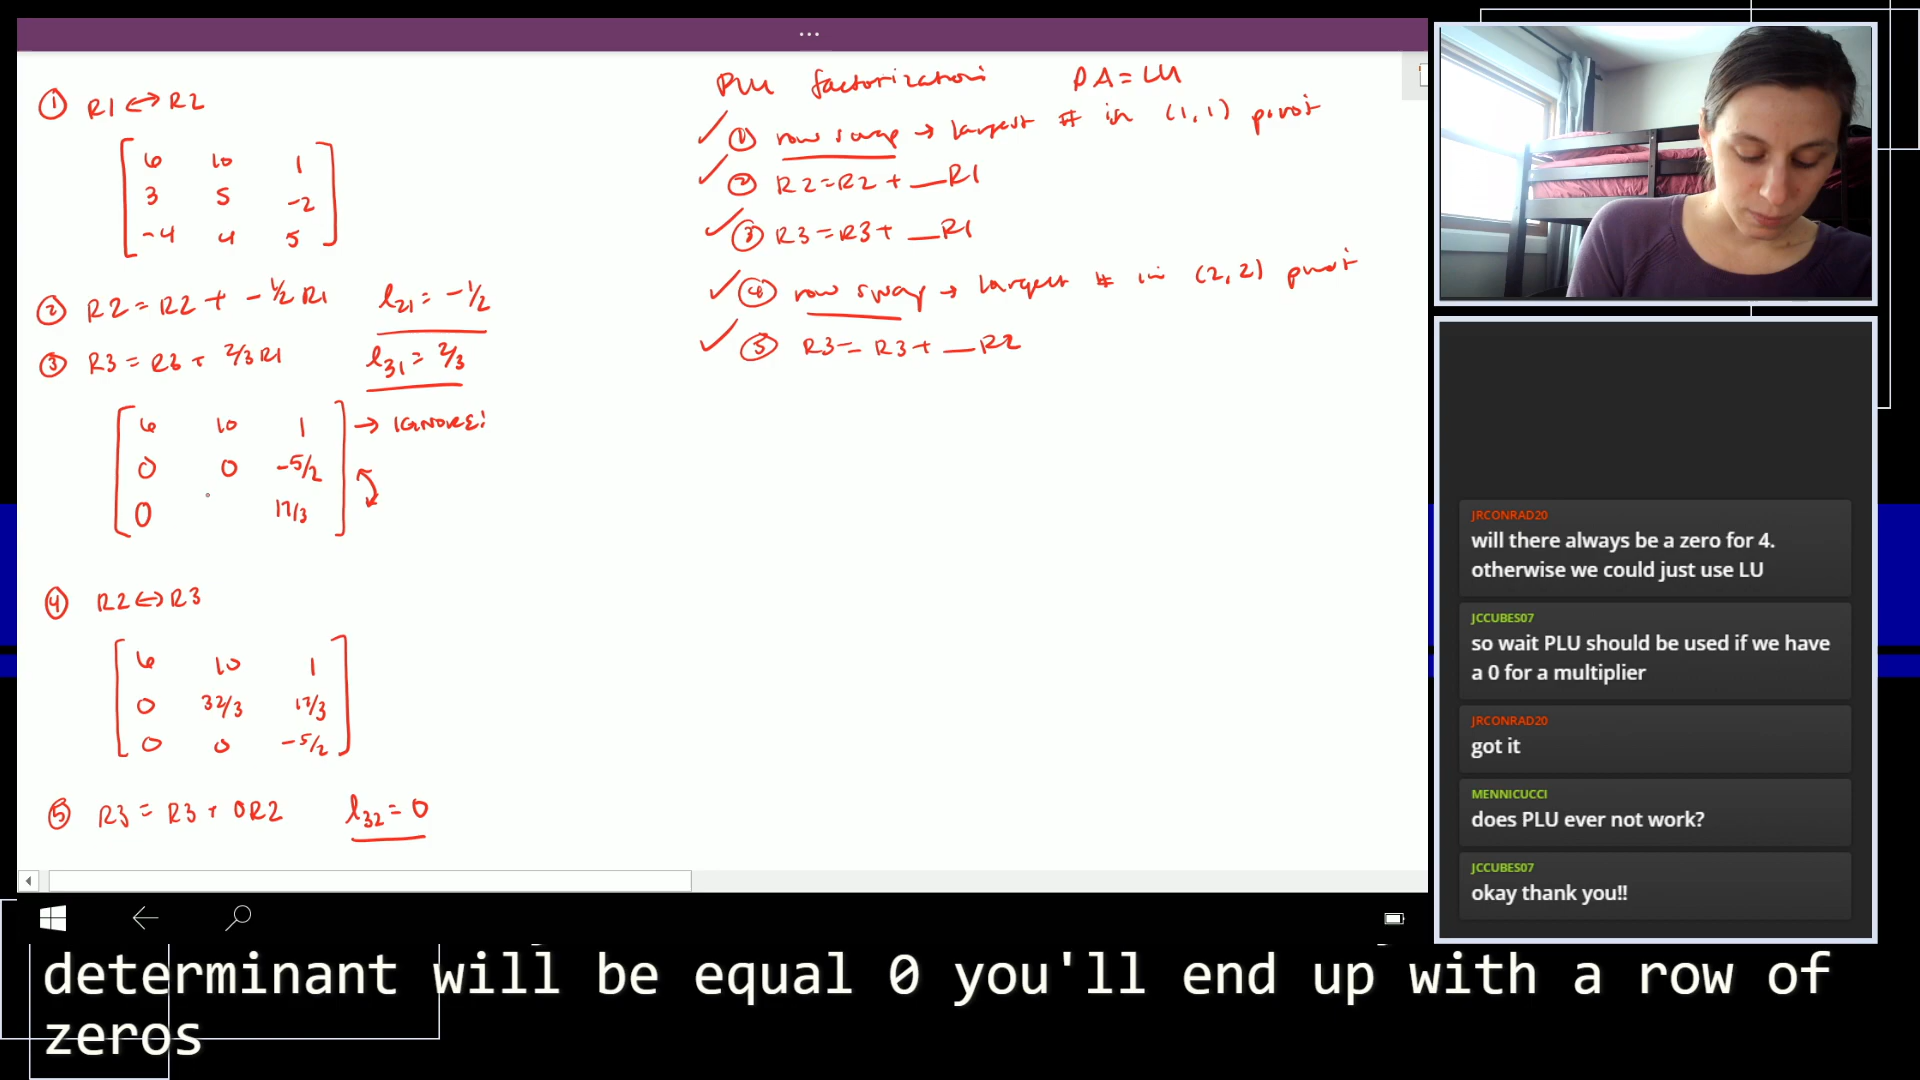 ...
① R1 ↔ R2
6 10 1
3 5 -2
-4 4 5
② R2 = R2 + -1/2 R1 l21 = -1/2
③ R3 = R3 + 2/3 R1 l31 = 2/3
6 10 1 → IGNORE!
0 0 -5/2
0 17/3
④ R2 ↔ R3
6 10 1
0 32/3 17/3
0 0 -5/2
⑤ R3 = R3 + 0R2 l32 = 0
PLU factorization PA = LU
✓ ① row swap → largest # in (1,1) pivot
✓ ② R2 = R2 + __R1
✓ ③ R3 = R3 + __R1
✓ ④ row swap → largest # in (2,2) pivot
✓ ⑤ R3 = R3 + __R2
JRCONRAD20
will there always be a zero for 4.
otherwise we could just use LU
JCCUBES07
so wait PLU should be used if we have
a 0 for a multiplier
JRCONRAD20
got it
MENNICUCCI
does PLU ever not work?
JCCUBES07
okay thank you!!
determinant will be equal 0 you'll end up with a row of
zeros